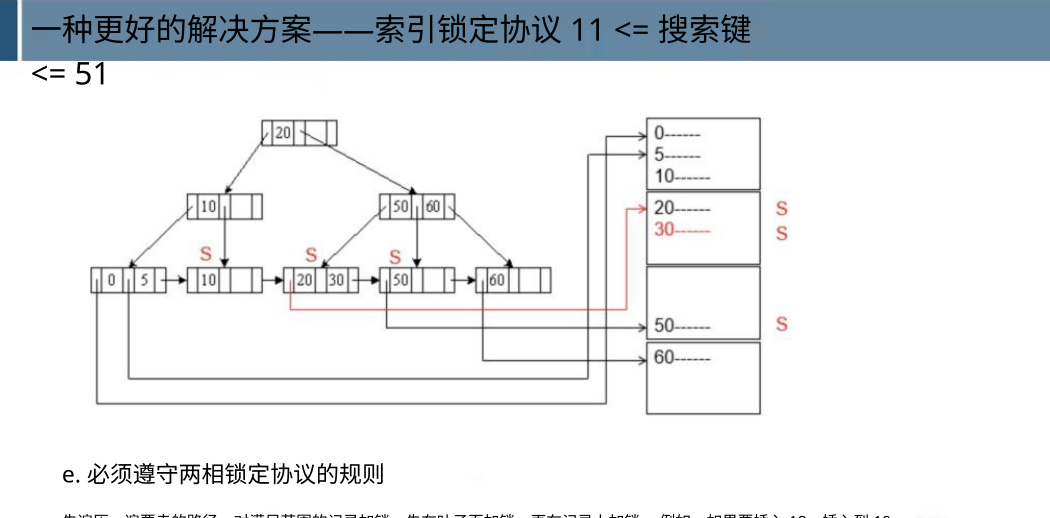 一种更好的解决方案——索引锁定协议 11 <= 搜索键
<= 51
20
0------
5------
10------
10
50 60
20------ S
30------ S
S S S
0 5 10 20 30 50 60
50------ S
60------
e. 必须遵守两相锁定协议的规则